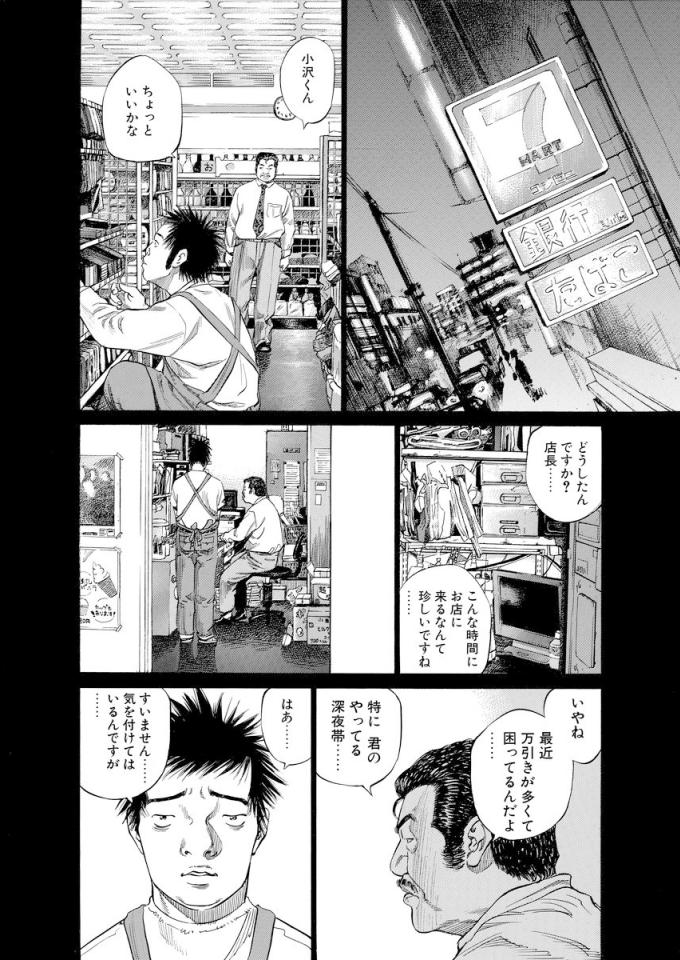 7
MART
コンビニ
銀行
たばこ
小沢くん
ちょっと
いいかな
どうしたん
ですか?
店長……
こんな時間に
お店に
来るなんて
珍しいですね
……
いやね
最近
万引きが多くて
困ってるんだよ
特に 君の
やってる
深夜帯……
はあ……
すいません……
気を付けては
いるんですが
……